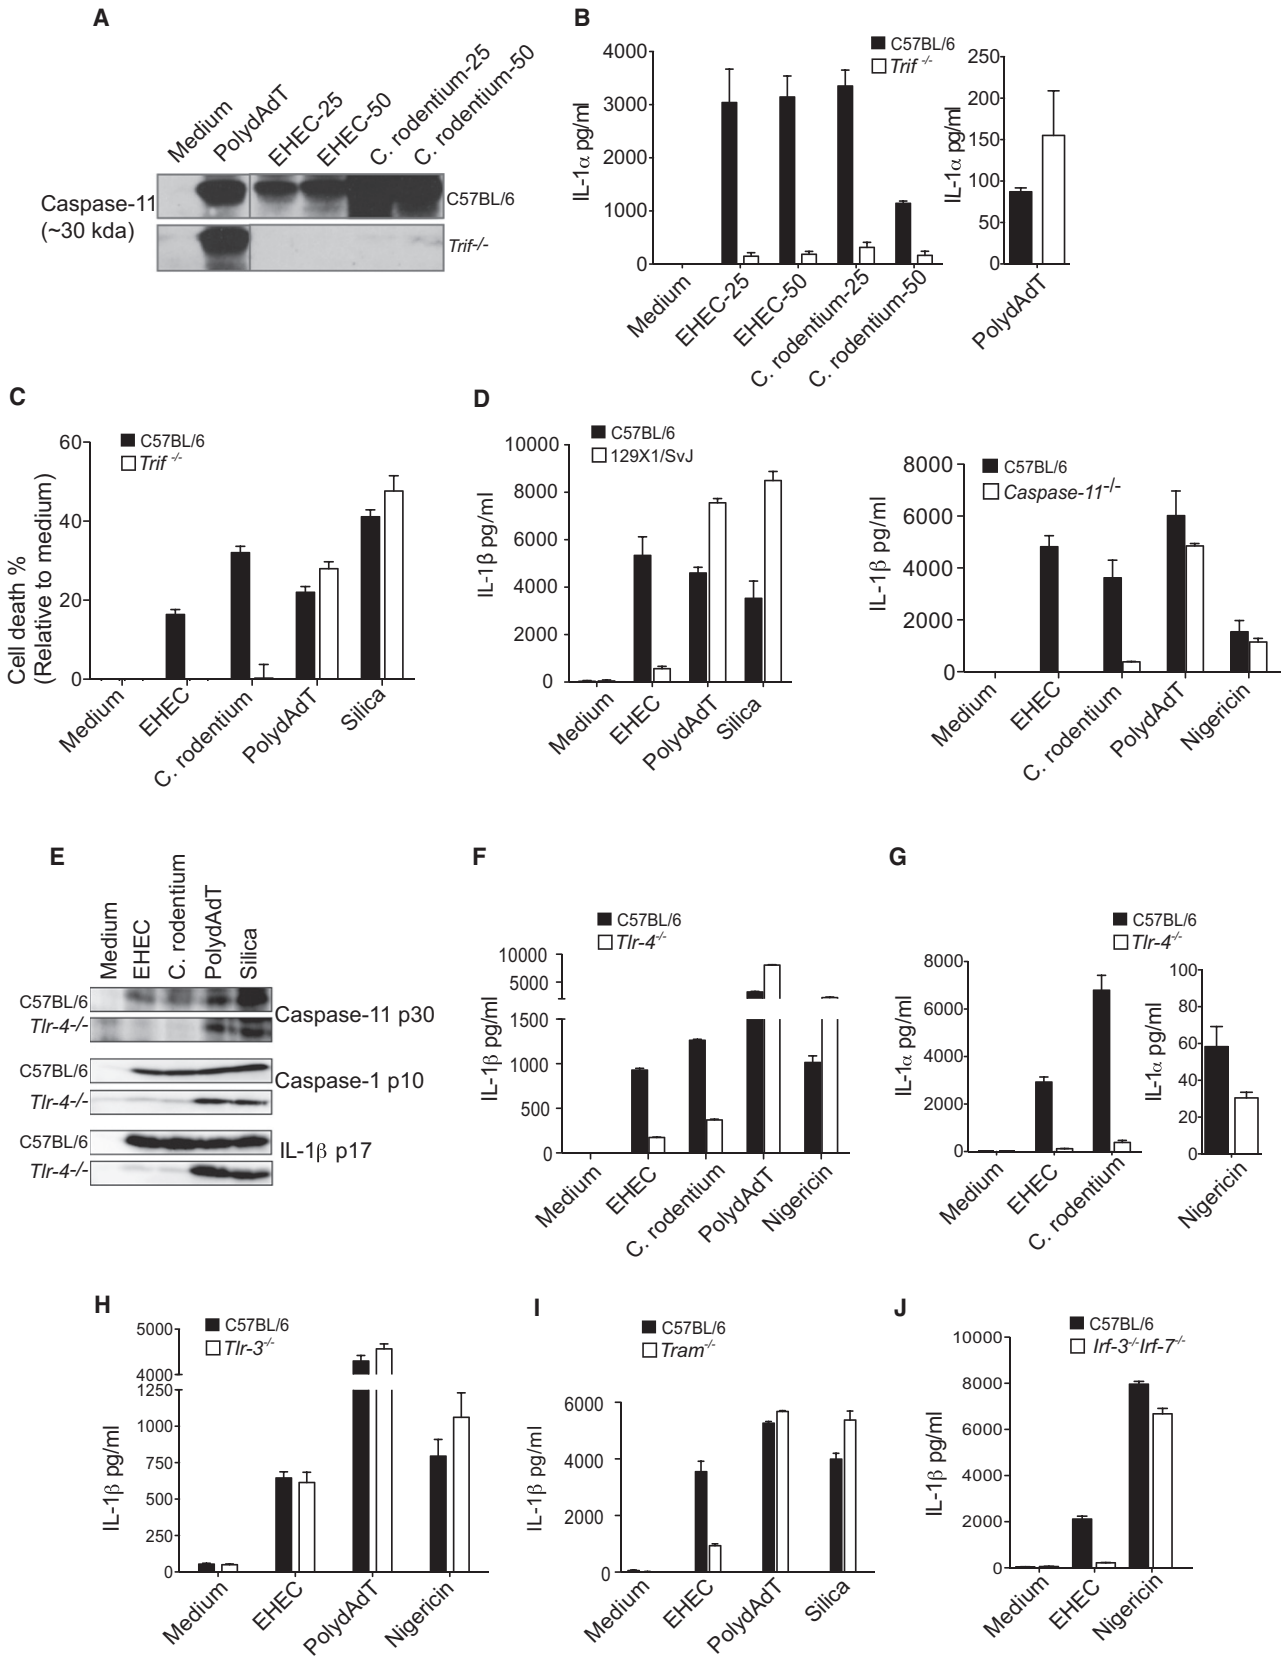 A
Medium
PolydAdT
EHEC-25
EHEC-50
C. rodentium-25
C. rodentium-50
Caspase-11
(~30 kda)
C57BL/6
Trif-/-
B
C57BL/6
Trif -/-
IL-1α pg/ml
4000
3000
2000
1000
0
Medium
EHEC-25
EHEC-50
C. rodentium-25
C. rodentium-50
IL-1α pg/ml
250
200
150
100
50
0
PolydAdT
C
C57BL/6
Trif -/-
Cell death %
(Relative to medium)
60
40
20
0
Medium
EHEC
C. rodentium
PolydAdT
Silica
D
C57BL/6
129X1/SvJ
IL-1β pg/ml
10000
8000
6000
4000
2000
0
Medium
EHEC
PolydAdT
Silica
C57BL/6
Caspase-11-/-
IL-1β pg/ml
8000
6000
4000
2000
0
Medium
EHEC
C. rodentium
PolydAdT
Nigericin
E
Medium
EHEC
C. rodentium
PolydAdT
Silica
C57BL/6
Tlr-4-/-
Caspase-11 p30
C57BL/6
Tlr-4-/-
Caspase-1 p10
C57BL/6
Tlr-4-/-
IL-1β p17
F
C57BL/6
Tlr-4-/-
IL-1β pg/ml
10000
5000
1500
1000
500
0
Medium
EHEC
C. rodentium
PolydAdT
Nigericin
G
C57BL/6
Tlr-4-/-
IL-1α pg/ml
8000
6000
4000
2000
0
Medium
EHEC
C. rodentium
IL-1α pg/ml
100
80
60
40
20
0
Nigericin
H
C57BL/6
Tlr-3-/-
IL-1β pg/ml
5000
4000
1250
1000
750
500
250
0
Medium
EHEC
PolydAdT
Nigericin
I
C57BL/6
Tram-/-
IL-1β pg/ml
6000
4000
2000
0
Medium
EHEC
PolydAdT
Silica
J
C57BL/6
Irf-3-/-Irf-7-/-
IL-1β pg/ml
10000
8000
6000
4000
2000
0
Medium
EHEC
Nigericin